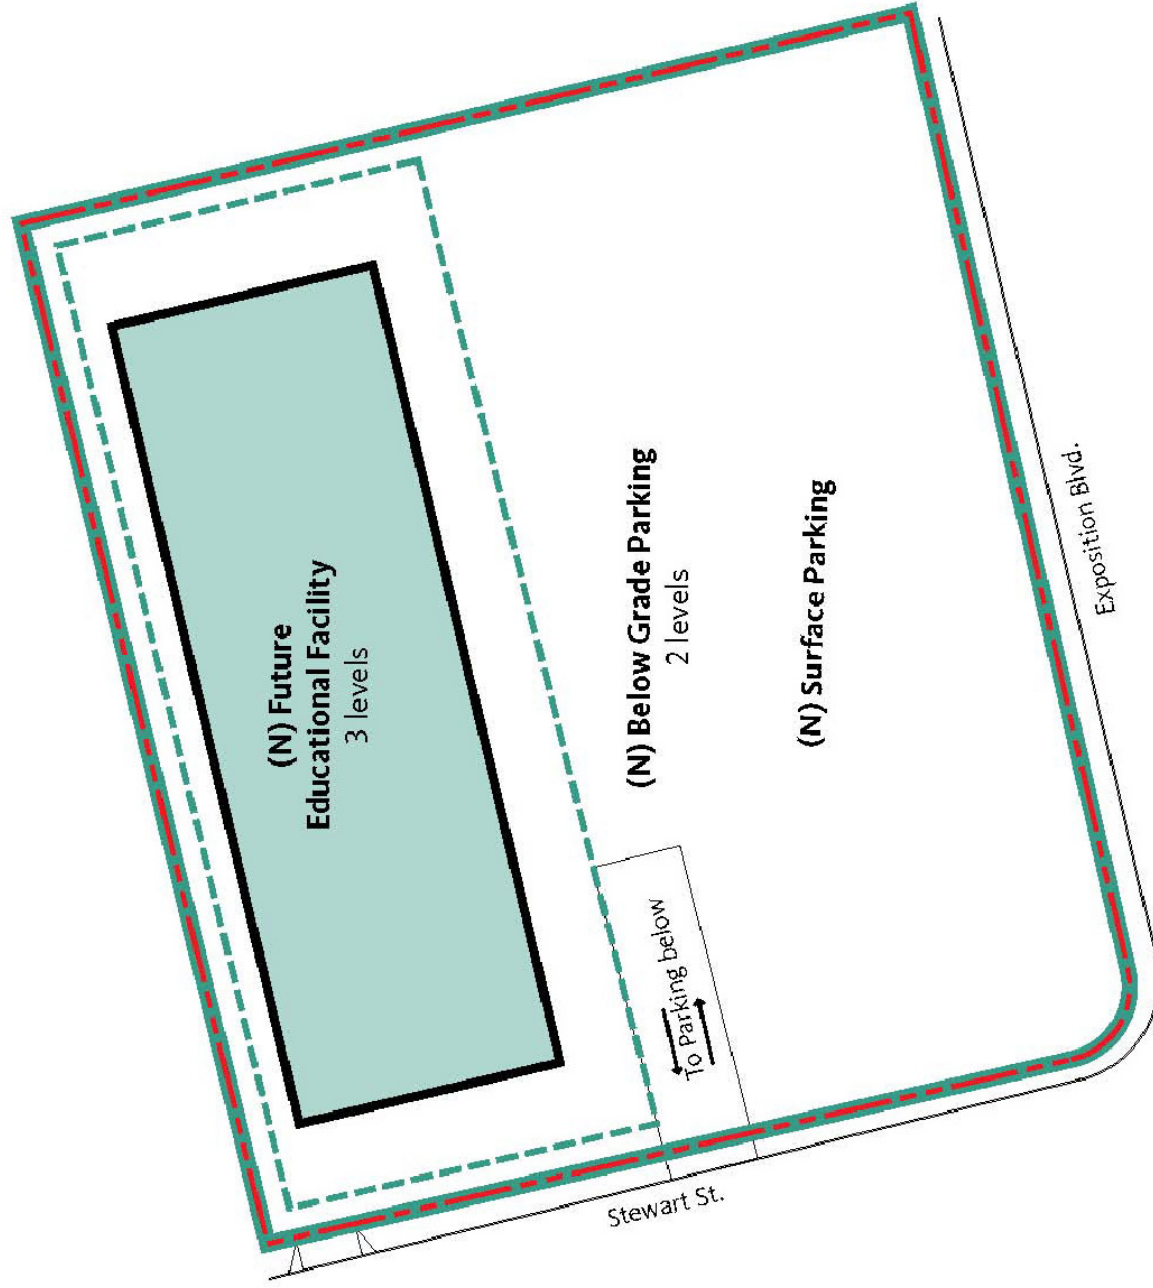 (N) Future
Educational Facility
3 levels
(N) Below Grade Parking
2 levels
(N) Surface Parking
To Parking below
Stewart St.
Exposition Blvd.